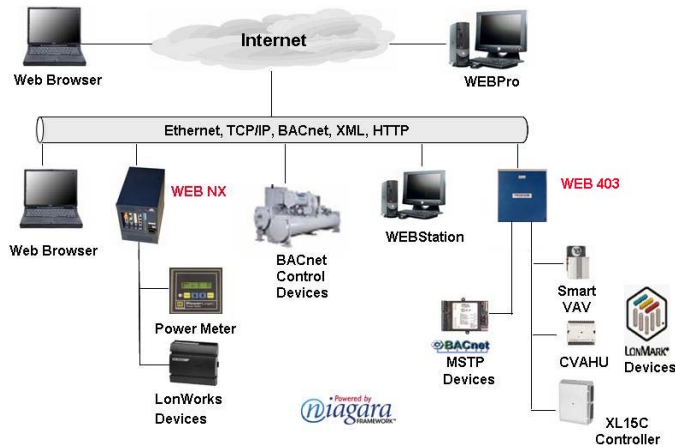 Internet
Web Browser
WEBPro
Ethernet, TCP/IP, BACnet, XML, HTTP
WEB NX
WEB 403
Web Browser
BACnet
Control
Devices
WEBStation
Smart
VAV
Power Meter
BACnet
MSTP
Devices
CVAHU
LONMARK®
Devices
LonWorks
Devices
Powered by
niagara
FRAMEWORK™
XL15C
Controller